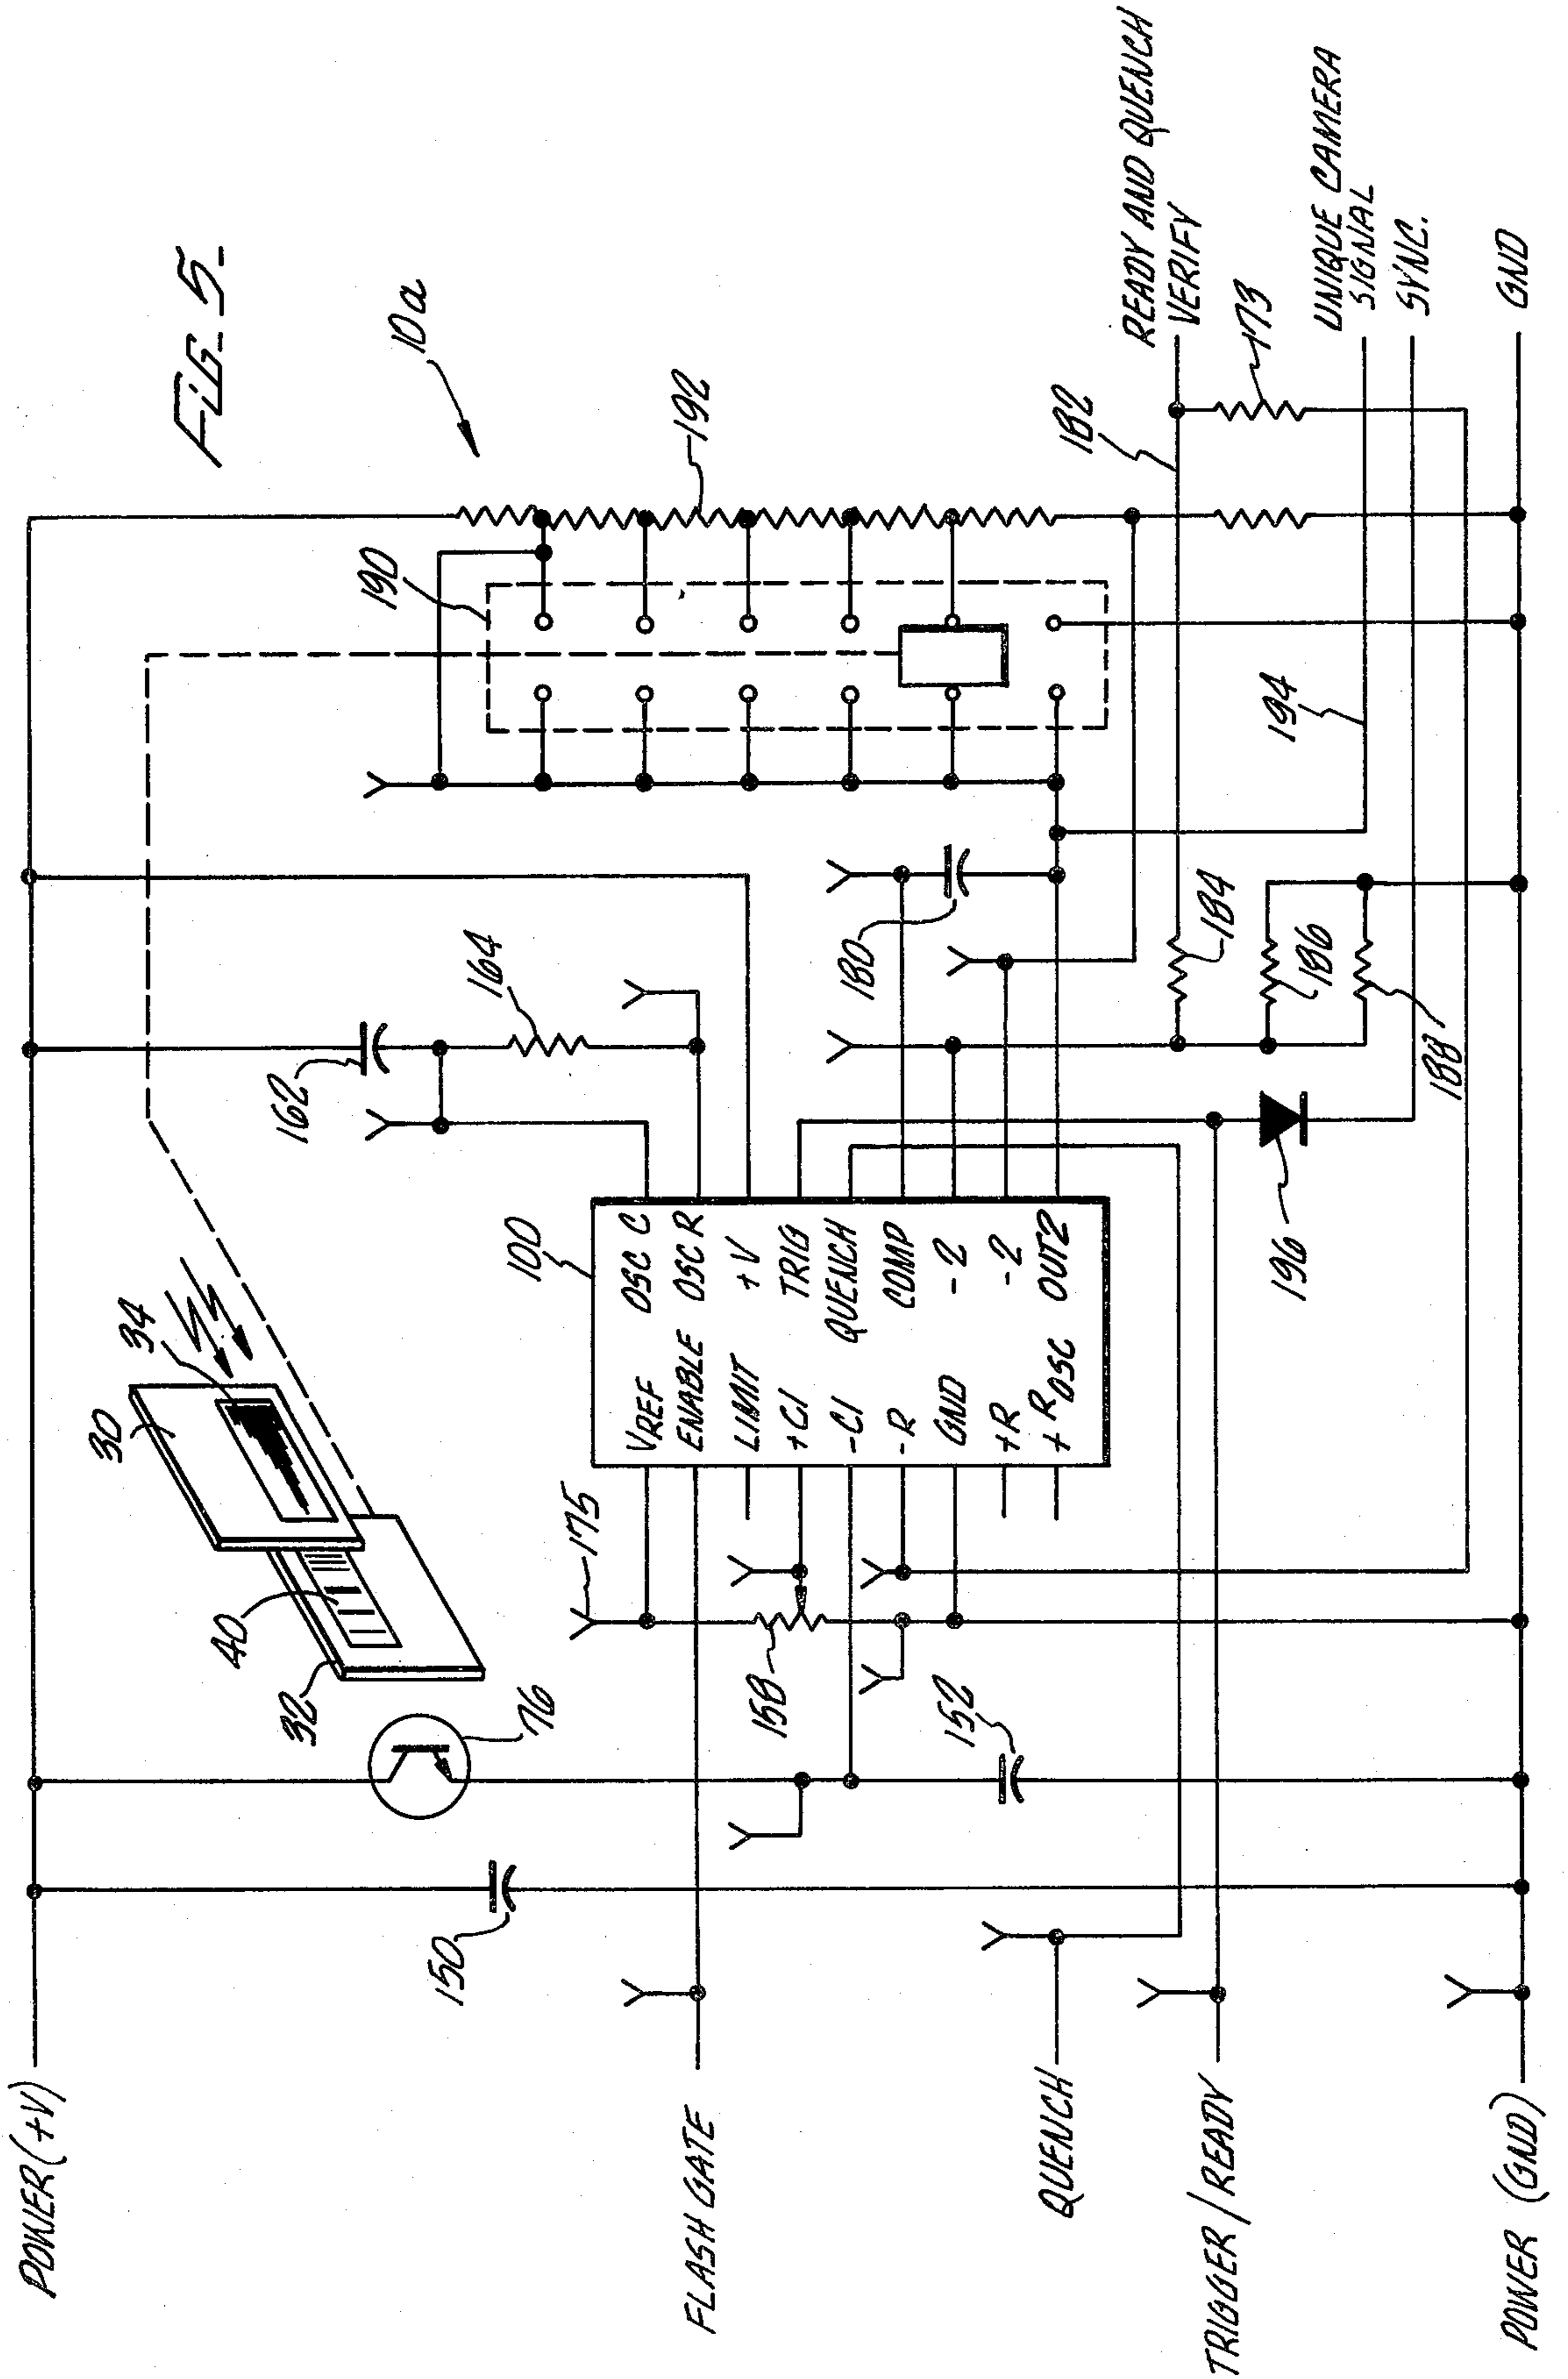 FIG. 5.
10a
POWER (+V)
FLASH GATE
QUENCH
TRIGGER/READY
POWER (GND)
150
76
32
40
30
34
152
158
175
100
VREF
ENABLE
LIMIT
+C1
-C1
-R
GND
+R
+ROSC
OSC C
OSC R
+V
TRIG
QUENCH
COMP
-2
-2
OUT2
162
164
180
196
188
186
184
190
192
194
182
173
READY AND QUENCH
VERIFY
UNIQUE CAMERA
SIGNAL
SYNC.
GND